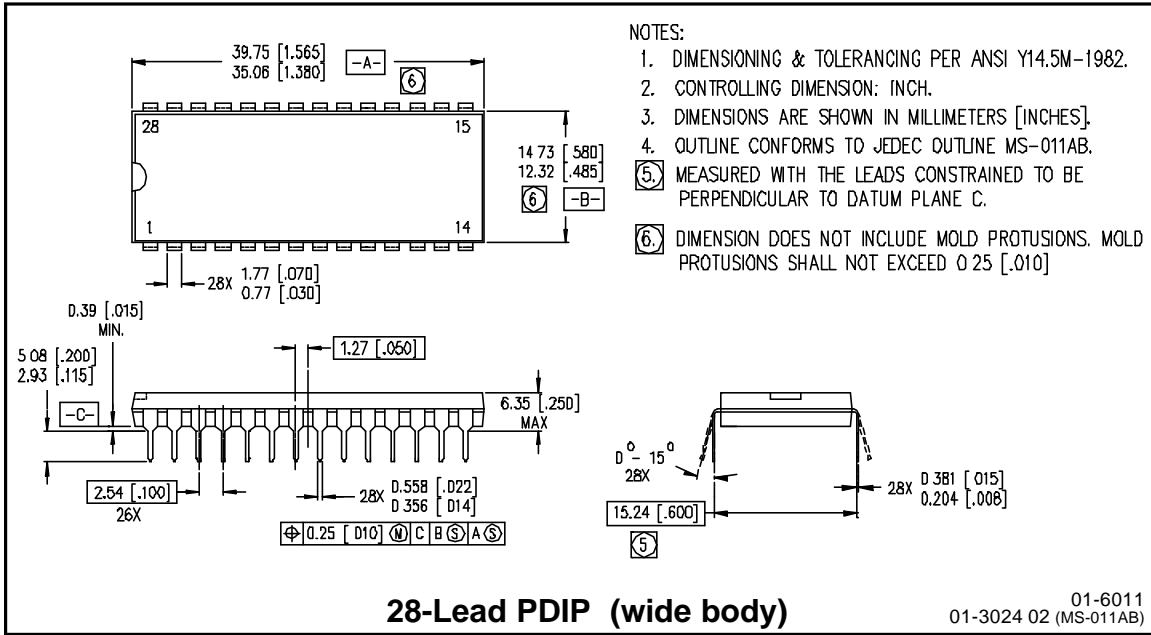 39.75 [1.565]
35.06 [1.380]
-A-
6
28
15
1
14
14 73 [.580]
12.32 [.485]
6
-B-
28X 1.77 [.070]
0.77 [.030]
NOTES:
1. DIMENSIONING & TOLERANCING PER ANSI Y14.5M-1982.
2. CONTROLLING DIMENSION: INCH.
3. DIMENSIONS ARE SHOWN IN MILLIMETERS [INCHES].
4. OUTLINE CONFORMS TO JEDEC OUTLINE MS-011AB.
5. MEASURED WITH THE LEADS CONSTRAINED TO BE
PERPENDICULAR TO DATUM PLANE C.
6. DIMENSION DOES NOT INCLUDE MOLD PROTUSIONS. MOLD
PROTUSIONS SHALL NOT EXCEED 0 25 [.010]
0.39 [.015]
MIN.
5 08 [.200]
2.93 [.115]
-C-
1.27 [.050]
6.35 [.250]
MAX
2.54 [.100]
26X
28X 0.558 [.022]
0 356 [ 014]
⌖ 0.25 [ 010] Ⓜ C B Ⓢ A Ⓢ
0° - 15°
28X
15.24 [.600]
5
28X 0 381 [ 015]
0.204 [.008]
28-Lead PDIP (wide body)
01-6011
01-3024 02 (MS-011AB)